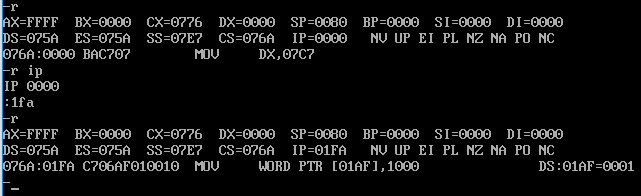 -r
AX=FFFF BX=0000 CX=0776 DX=0000 SP=0080 BP=0000 SI=0000 DI=0000
DS=075A ES=075A SS=07E7 CS=076A IP=0000 NV UP EI PL NZ NA PO NC
076A:0000 BAC707 MOV DX,07C7
-r ip
IP 0000
:1fa
-r
AX=FFFF BX=0000 CX=0776 DX=0000 SP=0080 BP=0000 SI=0000 DI=0000
DS=075A ES=075A SS=07E7 CS=076A IP=01FA NV UP EI PL NZ NA PO NC
076A:01FA C706AF010010 MOV WORD PTR [01AF],1000 DS:01AF=0001
-_